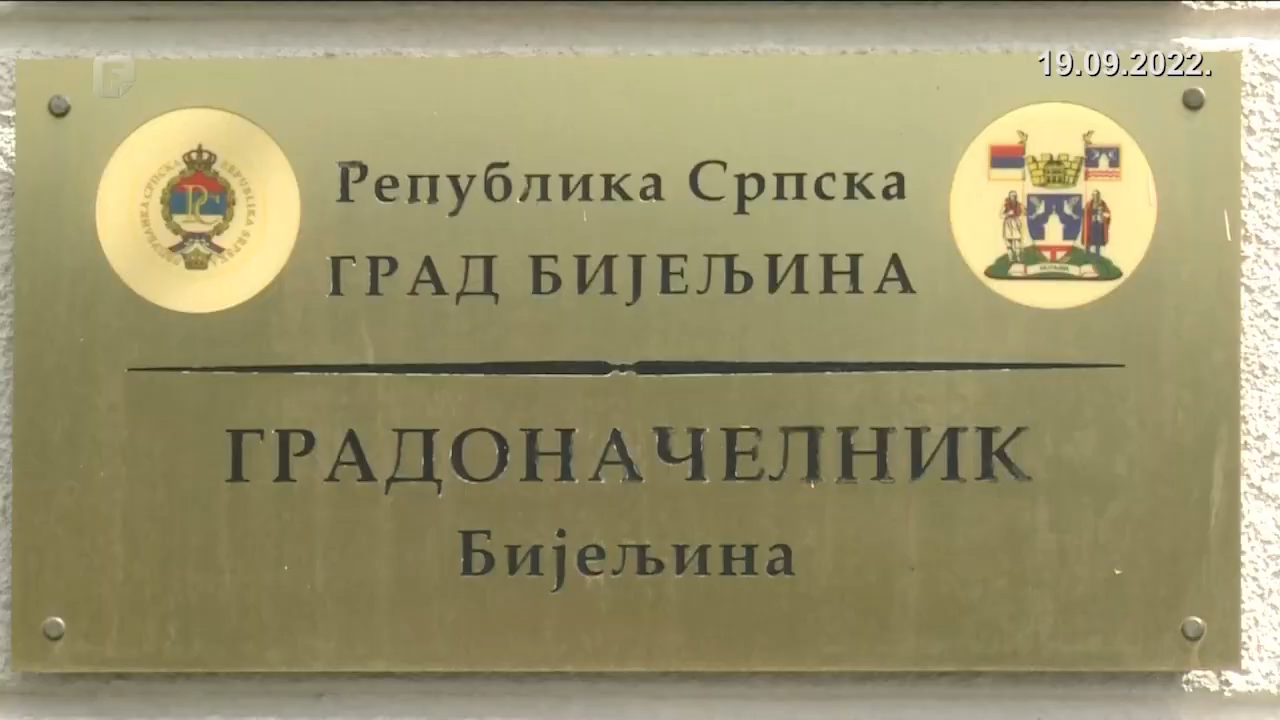 19.09.2022.
Република Српска
ГРАД БИЈЕЉИНА
ГРАДОНАЧЕЛНИК
Бијељина